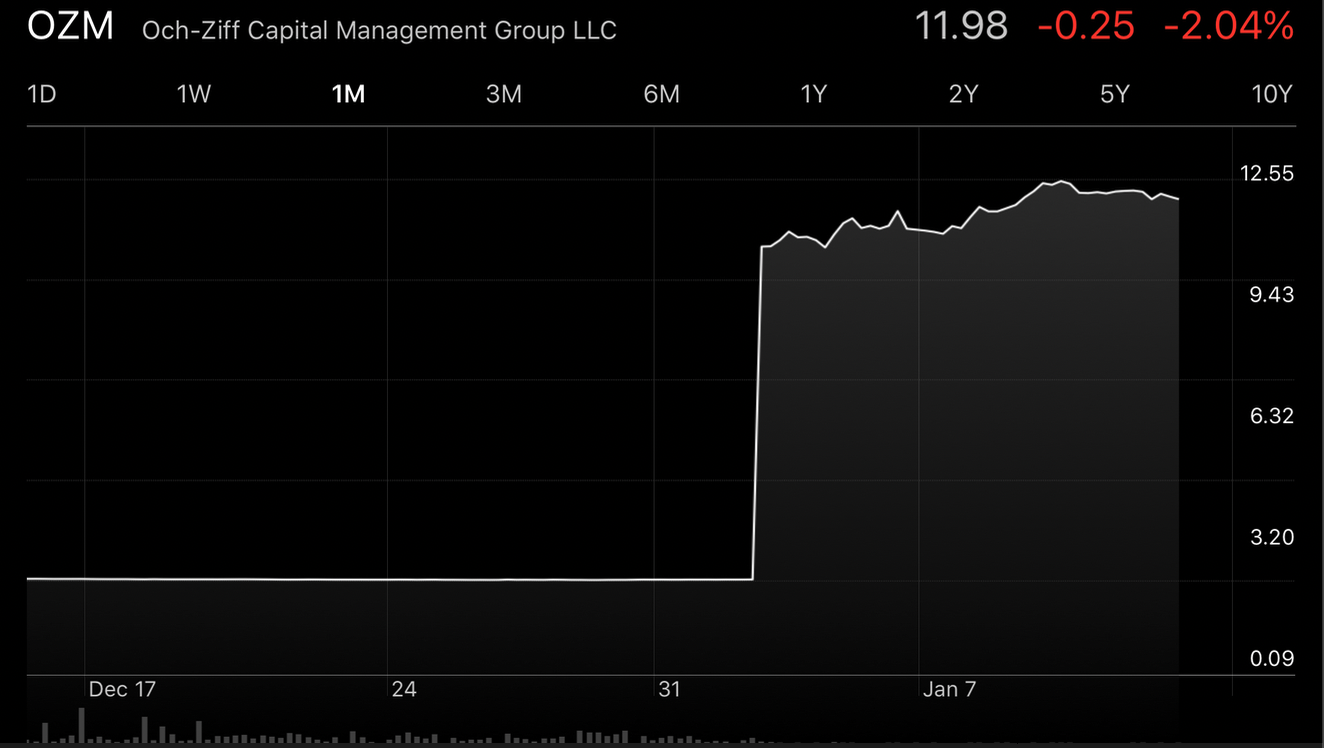 OZM Och-Ziff Capital Management Group LLC 11.98 -0.25 -2.04%
1D 1W 1M 3M 6M 1Y 2Y 5Y 10Y
12.55
9.43
6.32
3.20
0.09
Dec 17 24 31 Jan 7